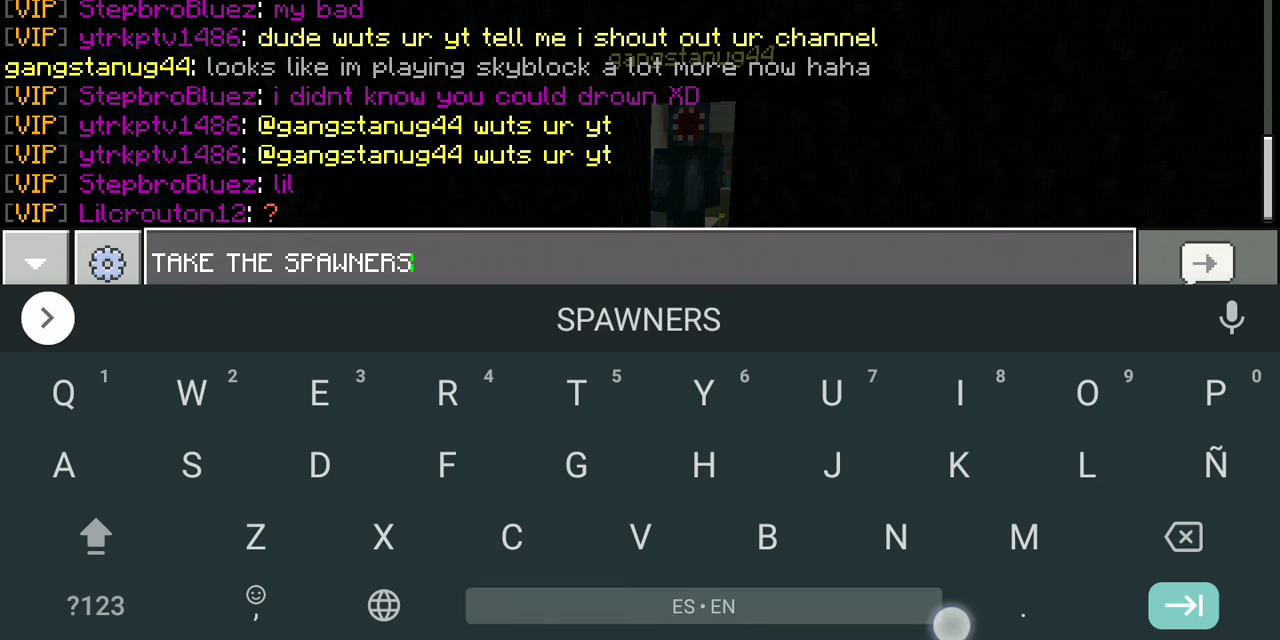 [VIP] StepbroBluez: my bad
[VIP] ytrkptv1486: dude wuts ur yt tell me i shout out ur channel
gangstanug44
gangstanug44: looks like im playing skyblock a lot more now haha
[VIP] StepbroBluez: i didnt know you could drown XD
[VIP] ytrkptv1486: @gangstanug44 wuts ur yt
[VIP] ytrkptv1486: @gangstanug44 wuts ur yt
[VIP] StepbroBluez: lil
[VIP] Lilcrouton12: ?
TAKE THE SPAWNERS
SPAWNERS
1 2 3 4 5 6 7 8 9 0
Q W E R T Y U I O P
A S D F G H J K L Ñ
Z X C V B N M
?123 , ES • EN .